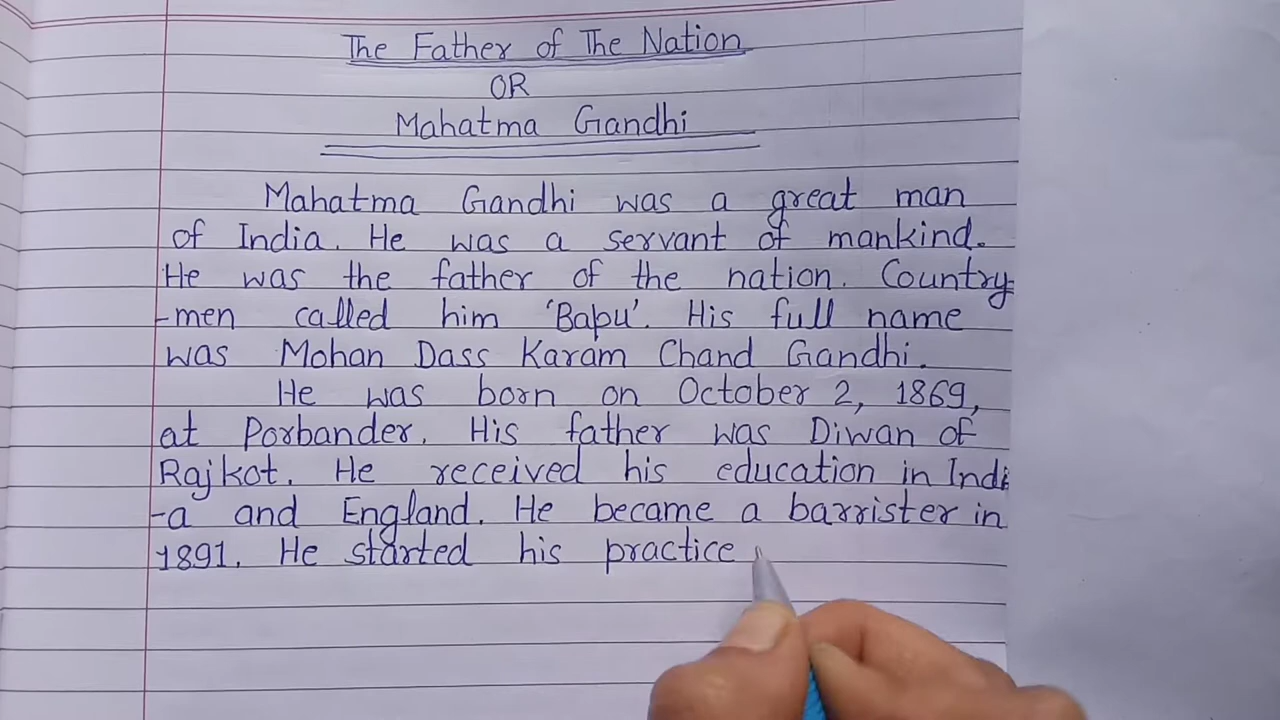 The Father of The Nation
OR
Mahatma Gandhi
Mahatma Gandhi was a great man
of India. He was a servant of mankind.
He was the father of the nation. Country-
-men called him 'Bapu'. His full name
was Mohan Dass Karam Chand Gandhi.
He was born on October 2, 1869,
at Porbander. His father was Diwan of
Rajkot. He received his education in Indi
-a and England. He became a barrister in
1891. He started his practice